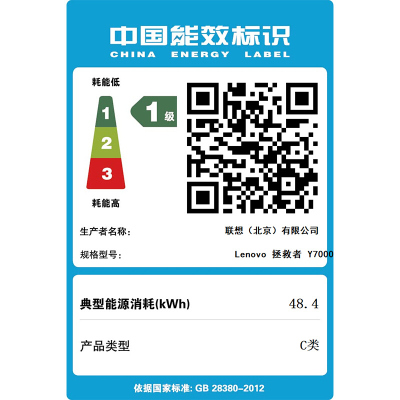 中国能效标识
CHINA ENERGY LABEL
耗能低
1
2
3
1级
耗能高
生产者名称: 联想（北京）有限公司
规格型号: Lenovo 拯救者 Y7000
典型能源消耗(kWh) 48.4
产品类型 C类
依据国家标准: GB 28380-2012